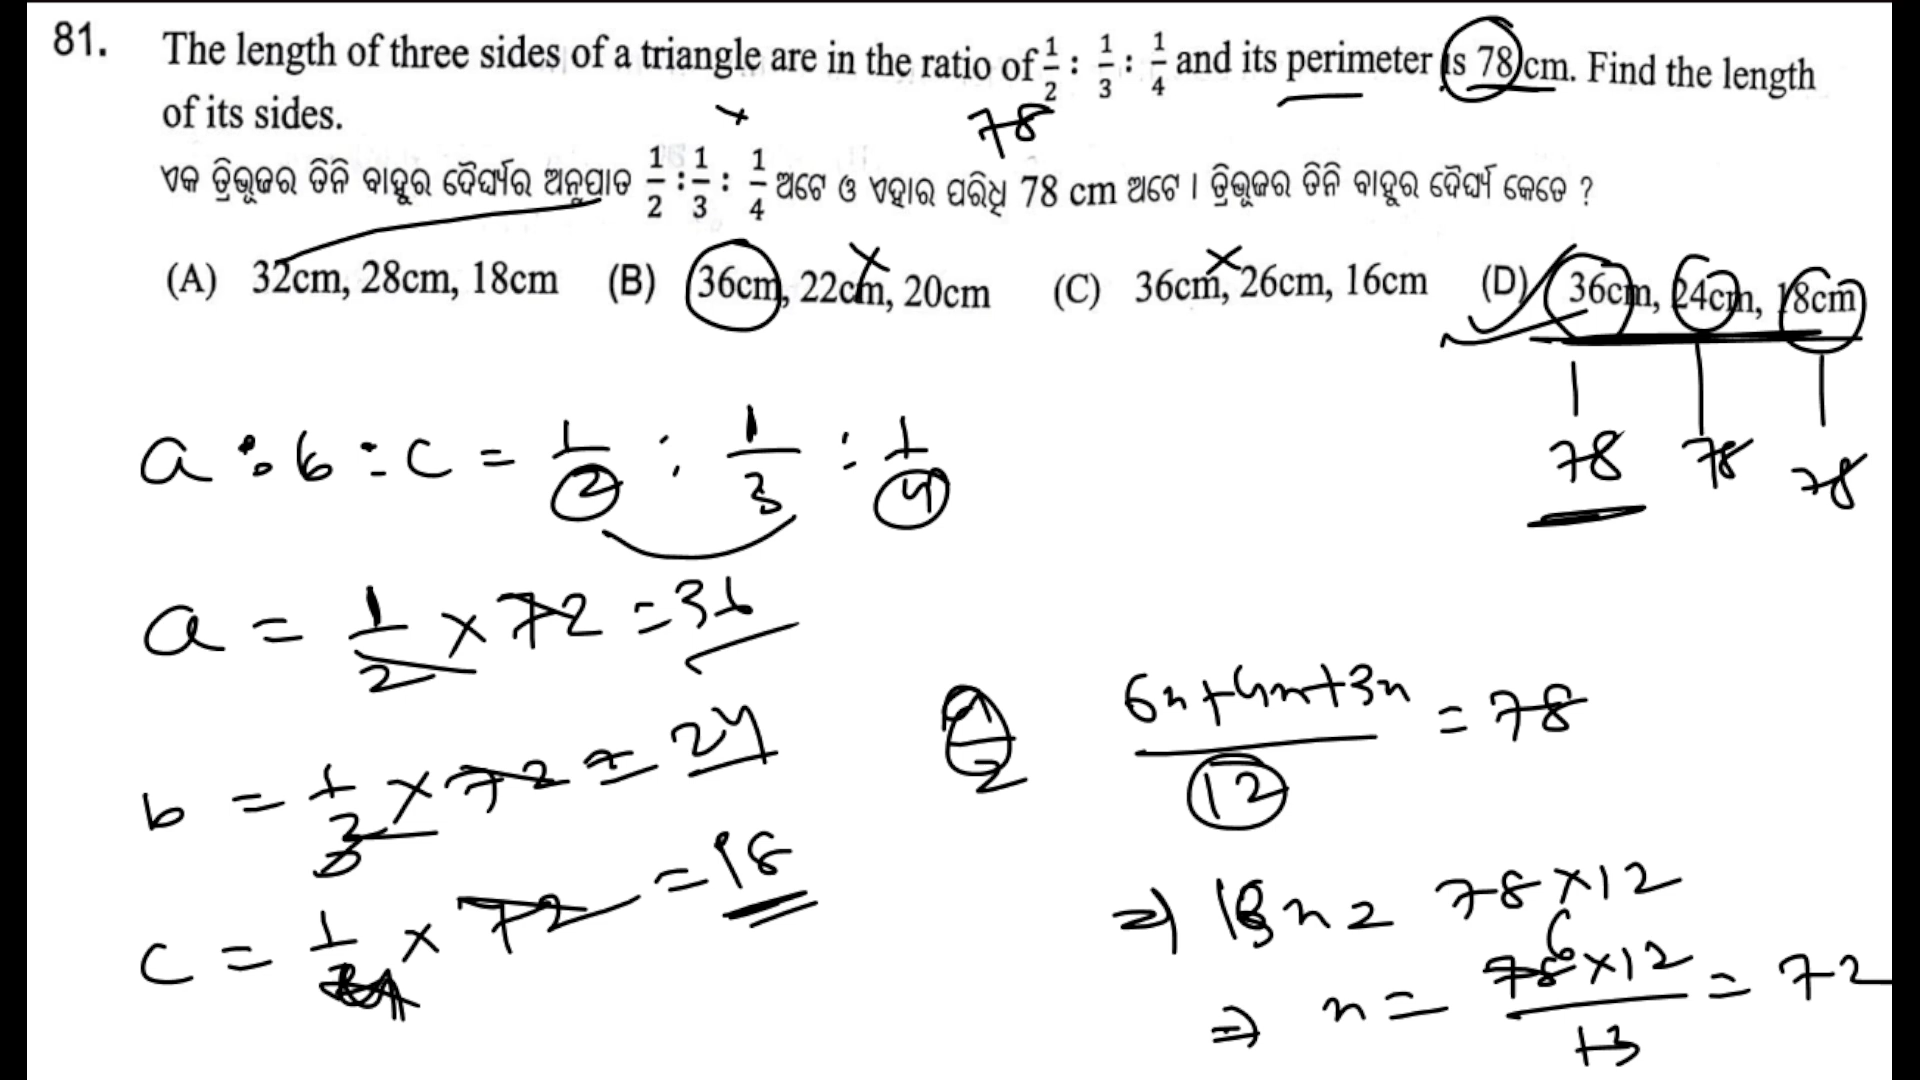 81. The length of three sides of a triangle are in the ratio of 1/2 : 1/3 : 1/4 and its perimeter is 78 cm. Find the length
of its sides.
78
ଏକ ତ୍ରିଭୂଜର ତିନି ବାହୁର ଦୈର୍ଘ୍ୟର ଅନୁପାତ 1/2 : 1/3 : 1/4 ଅଟେ ଓ ଏହାର ପରିଧି 78 cm ଅଟେ । ତ୍ରିଭୂଜର ତିନି ବାହୁର ଦୈର୍ଘ୍ୟ କେତେ ?
(A) 32cm, 28cm, 18cm (B) 36cm, 22cm, 20cm (C) 36cm, 26cm, 16cm (D) 36cm, 24cm, 18cm
78 78 78
a : b : c = 1/2 : 1/3 : 1/4
a = 1/2 × 72 = 36
b = 1/3 × 72 = 24
c = 1/4 × 72 = 18
6x+4x+3x / 12 = 78
⇒ 13x = 78×12
⇒ x = 78×12 / 13 = 72
6